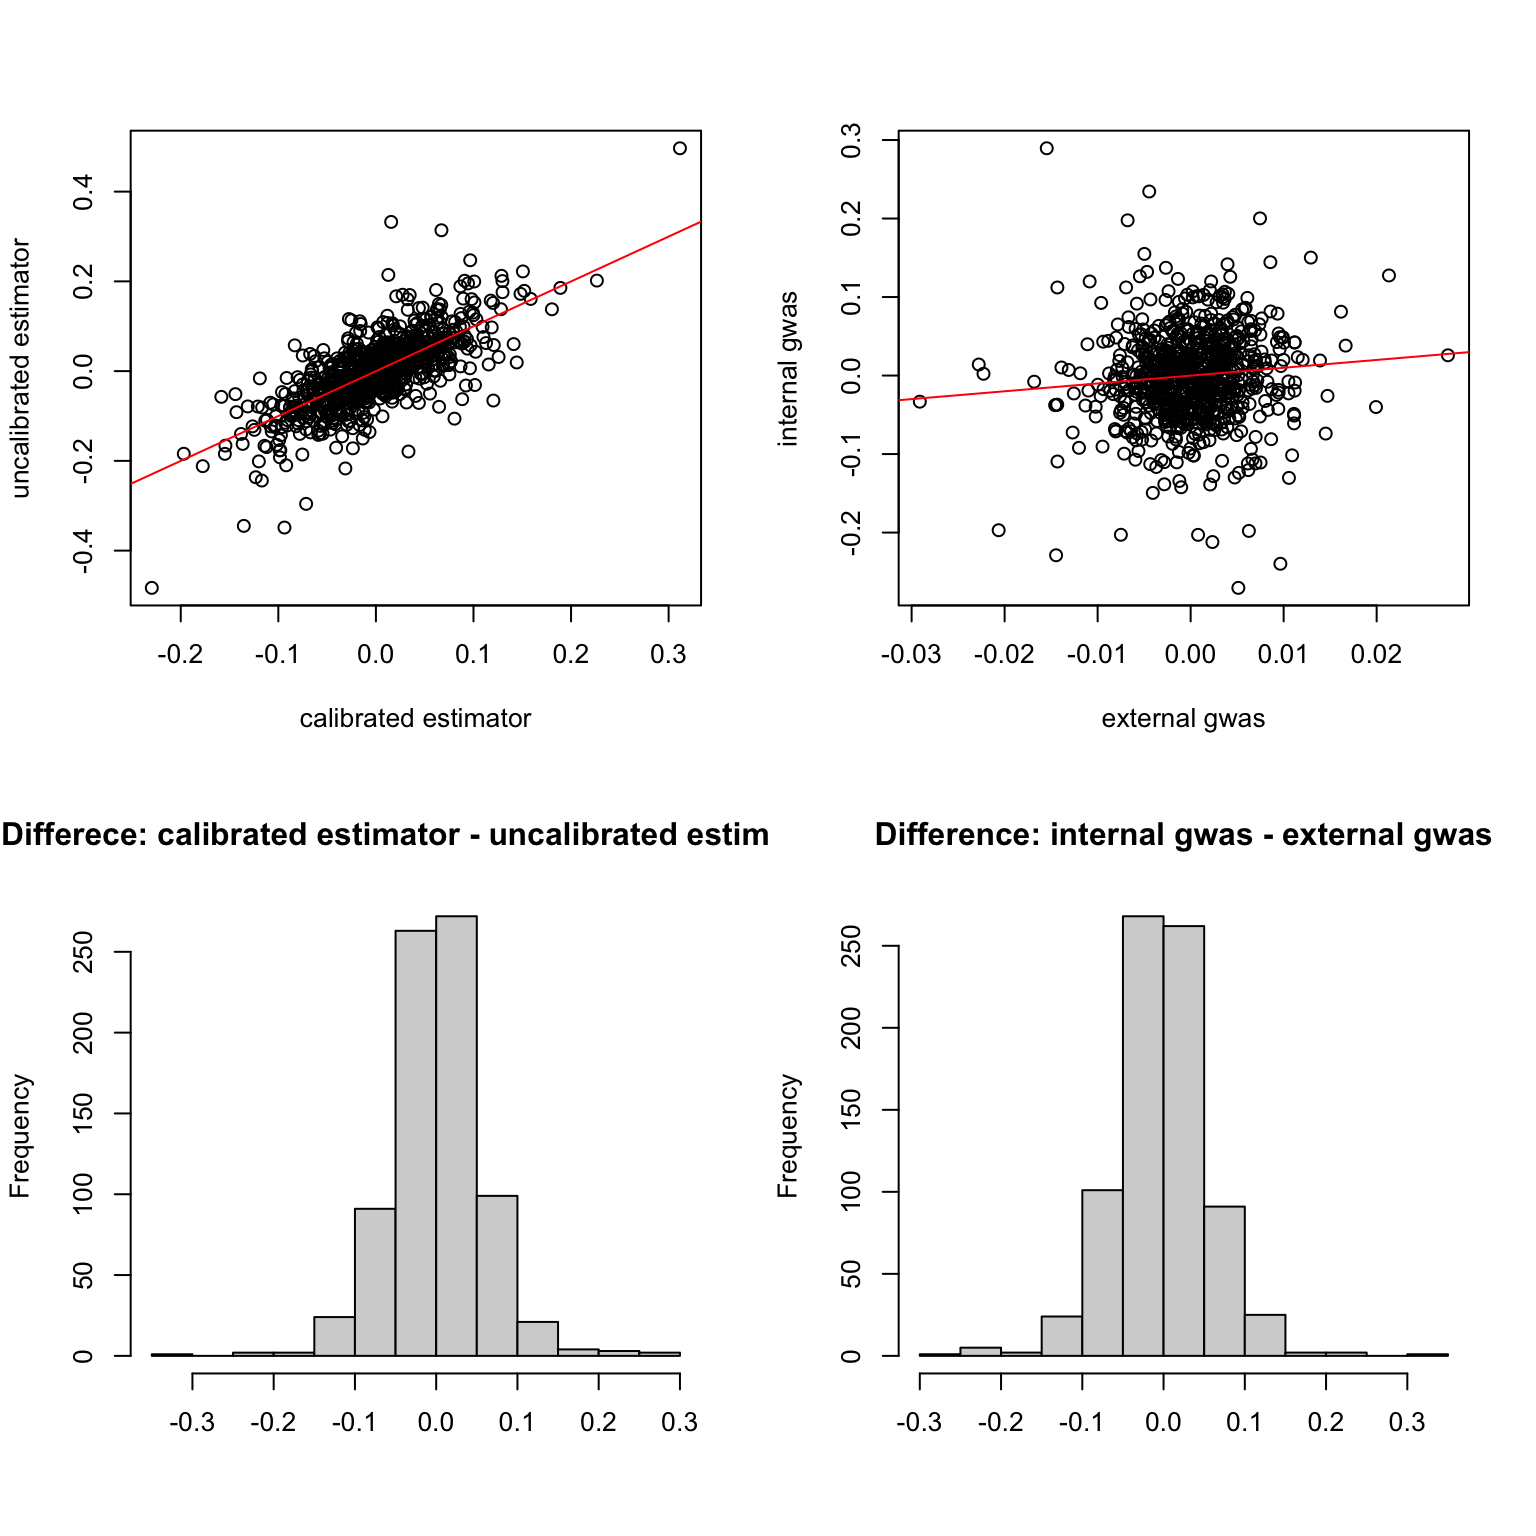 uncalibrated estimator
0.4
0.2
0.0
-0.2
-0.4
-0.2 -0.1 0.0 0.1 0.2 0.3
calibrated estimator
internal gwas
0.3
0.2
0.1
0.0
-0.1
-0.2
-0.03 -0.02 -0.01 0.00 0.01 0.02
external gwas
Differece: calibrated estimator - uncalibrated estim
Frequency
250
200
150
100
50
0
-0.3 -0.2 -0.1 0.0 0.1 0.2 0.3
Difference: internal gwas - external gwas
Frequency
250
200
150
100
50
0
-0.3 -0.2 -0.1 0.0 0.1 0.2 0.3